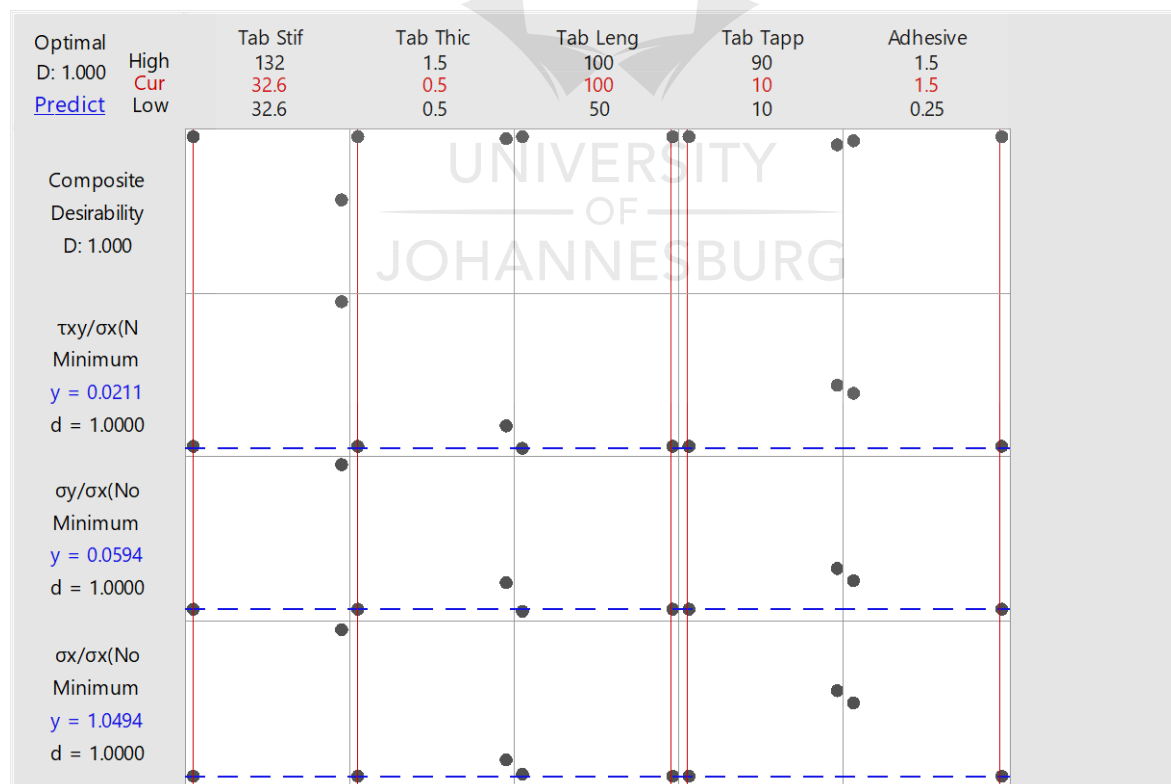 Optimal
D: 1.000
Predict
High
Cur
Low
Tab Stif
132
32.6
32.6
Tab Thic
1.5
0.5
0.5
Tab Leng
100
100
50
Tab Tapp
90
10
10
Adhesive
1.5
1.5
0.25
UNIVERSITY
OF
JOHANNESBURG
Composite
Desirability
D: 1.000
τxy/σx(N
Minimum
y = 0.0211
d = 1.0000
σy/σx(No
Minimum
y = 0.0594
d = 1.0000
σx/σx(No
Minimum
y = 1.0494
d = 1.0000